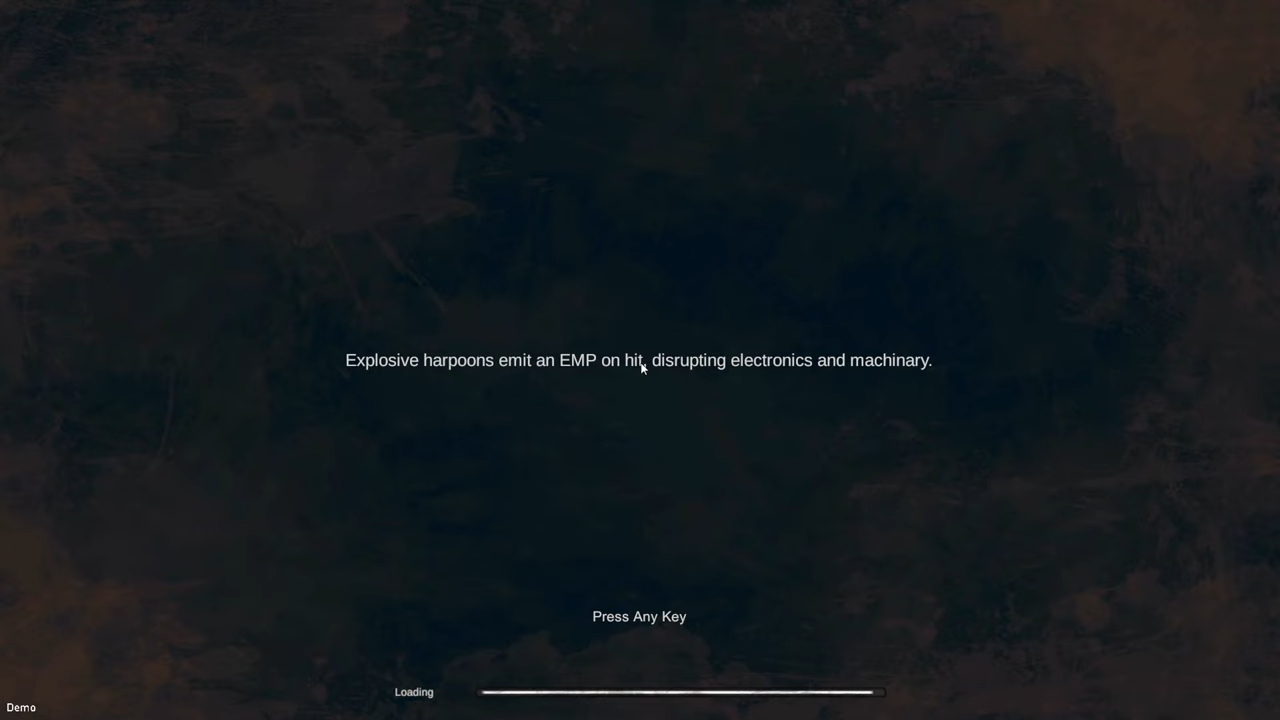 Explosive harpoons emit an EMP on hit, disrupting electronics and machinary.
Press Any Key
Loading
Demo